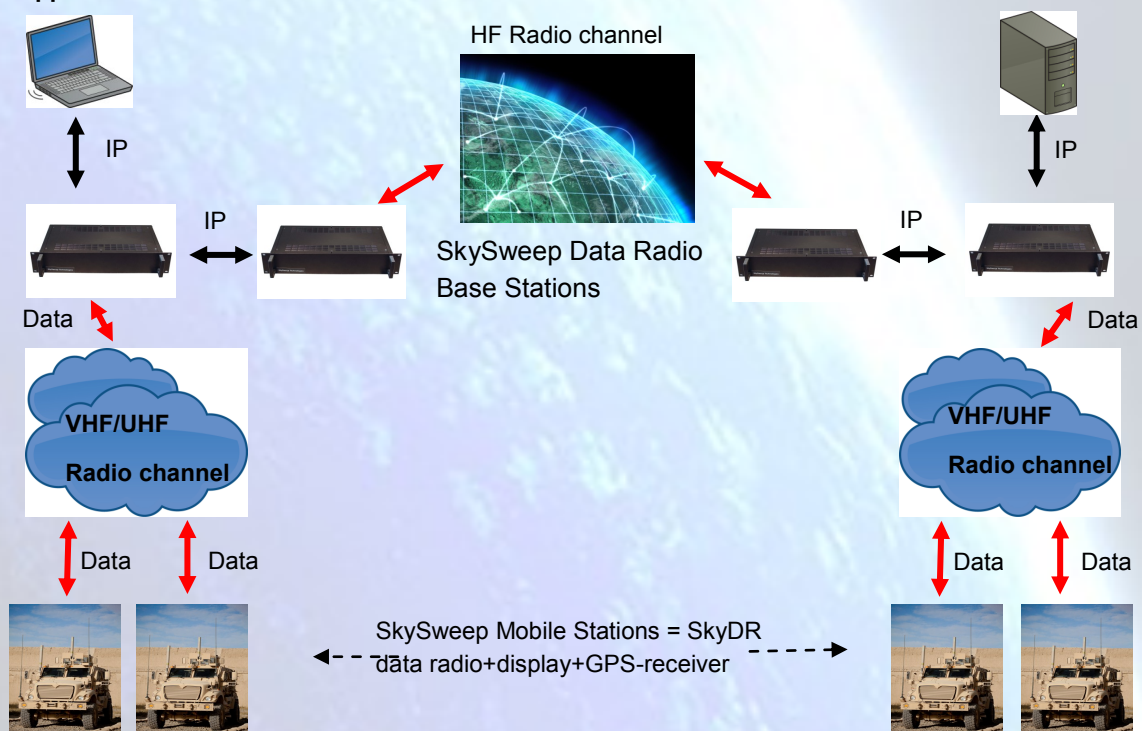 HF Radio channel
IP
IP
IP
IP
SkySweep Data Radio
Base Stations
Data
Data
VHF/UHF
Radio channel
VHF/UHF
Radio channel
Data
Data
Data
Data
SkySweep Mobile Stations = SkyDR
data radio+display+GPS-receiver